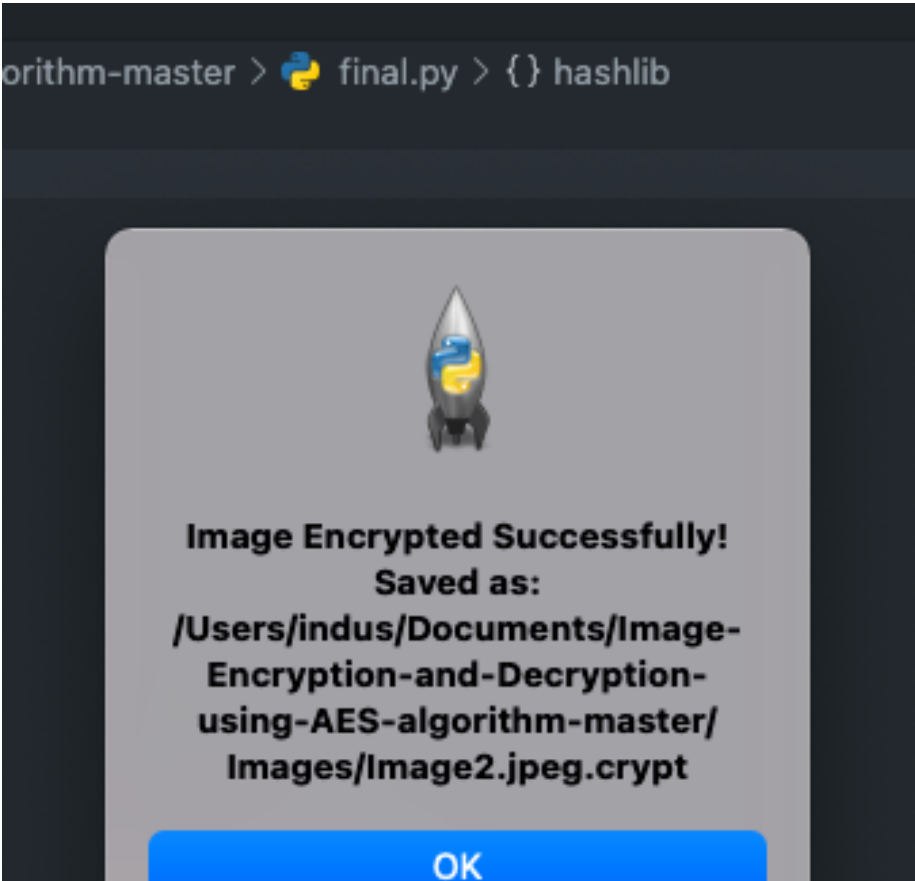 orithm-master > final.py > {} hashlib
Image Encrypted Successfully!
Saved as:
/Users/indus/Documents/Image-
Encryption-and-Decryption-
using-AES-algorithm-master/
Images/Image2.jpeg.crypt
OK